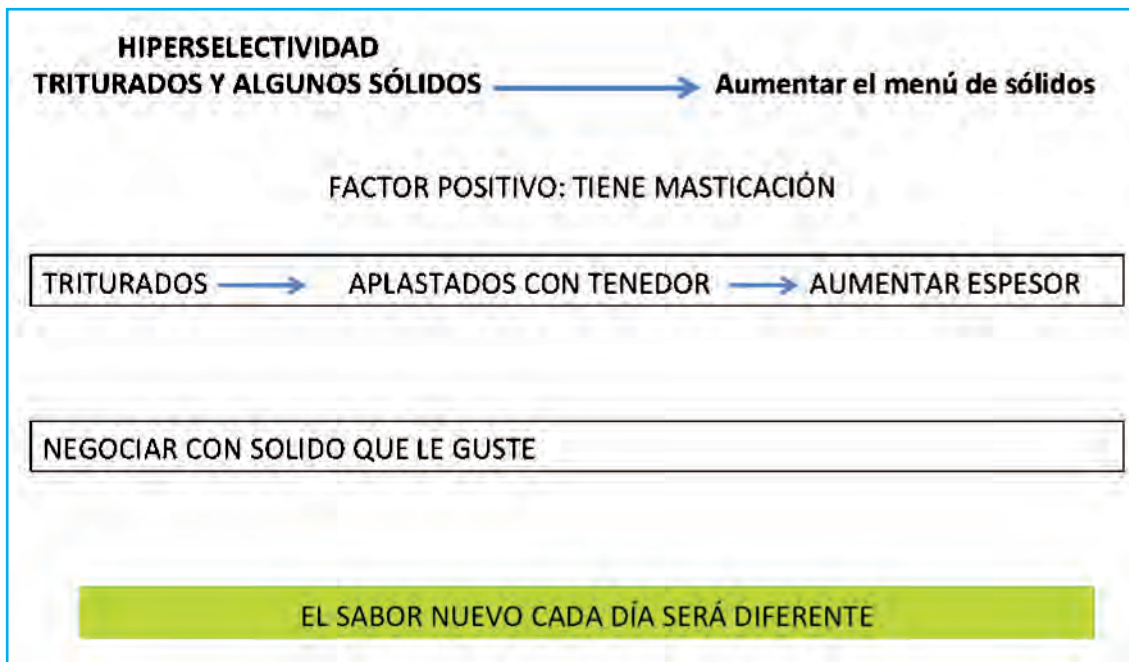 HIPERSELECTIVIDAD
TRITURADOS Y ALGUNOS SÓLIDOS Aumentar el menú de sólidos
FACTOR POSITIVO: TIENE MASTICACIÓN
TRITURADOS APLASTADOS CON TENEDOR AUMENTAR ESPESOR
NEGOCIAR CON SOLIDO QUE LE GUSTE
EL SABOR NUEVO CADA DÍA SERÁ DIFERENTE